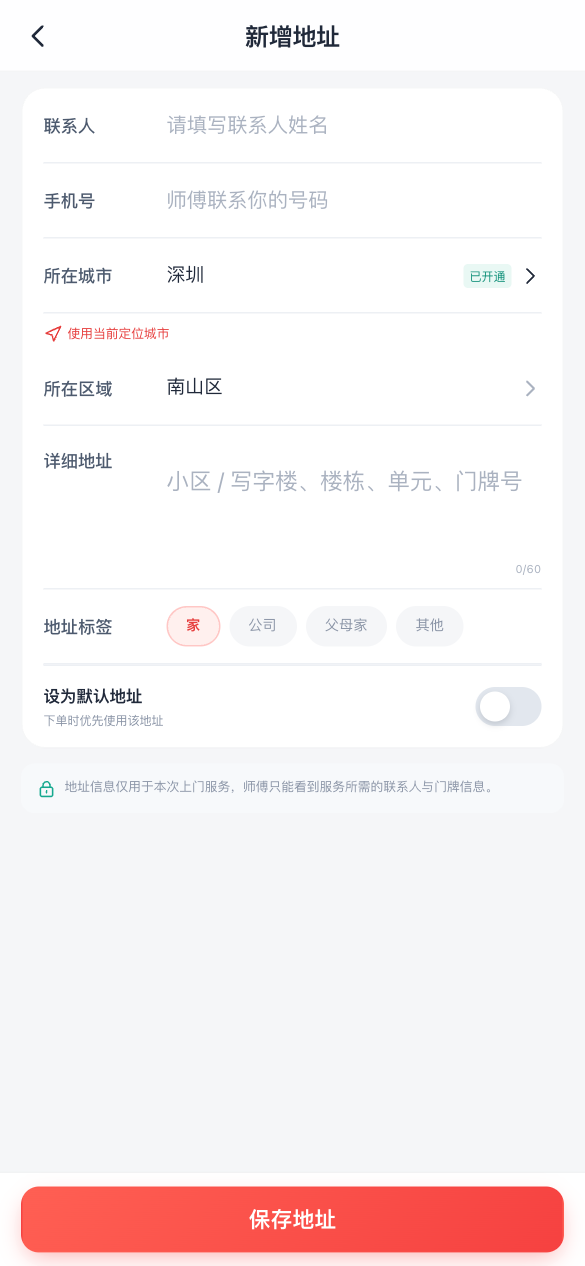 新增地址
联系人 请填写联系人姓名
手机号 师傅联系你的号码
所在城市 深圳 已开通
使用当前定位城市
所在区域 南山区
详细地址
小区 / 写字楼、楼栋、单元、门牌号
0/60
地址标签 家 公司 父母家 其他
设为默认地址
下单时优先使用该地址
地址信息仅用于本次上门服务，师傅只能看到服务所需的联系人与门牌信息。
保存地址